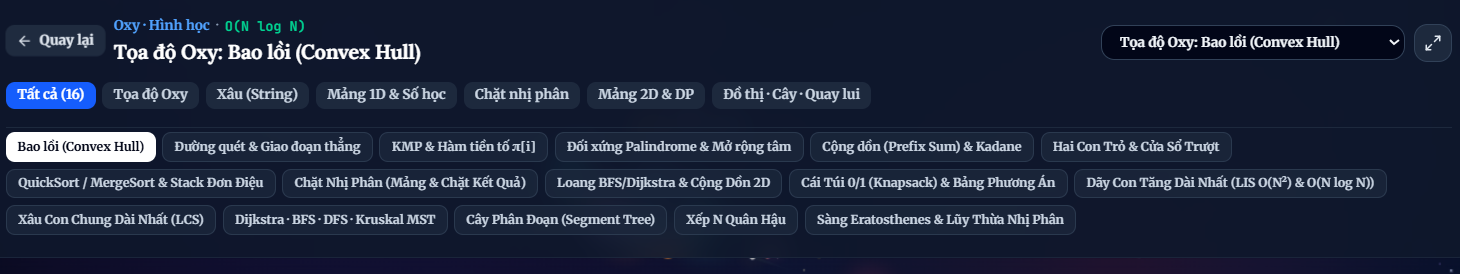 ← Quay lại
Oxy · Hình học · O(N log N)
Tọa độ Oxy: Bao lồi (Convex Hull)
Tọa độ Oxy: Bao lồi (Convex Hull)
Tất cả (16) Tọa độ Oxy Xâu (String) Mảng 1D & Số học Chặt nhị phân Mảng 2D & DP Đồ thị · Cây · Quay lui
Bao lồi (Convex Hull) Đường quét & Giao đoạn thẳng KMP & Hàm tiền tố π[i] Đối xứng Palindrome & Mở rộng tâm Cộng dồn (Prefix Sum) & Kadane Hai Con Trỏ & Cửa Sổ Trượt
QuickSort / MergeSort & Stack Đơn Điệu Chặt Nhị Phân (Mảng & Chặt Kết Quả) Loang BFS/Dijkstra & Cộng Dồn 2D Cái Túi 0/1 (Knapsack) & Bảng Phương Án Dãy Con Tăng Dài Nhất (LIS O(N²) & O(N log N))
Xâu Con Chung Dài Nhất (LCS) Dijkstra · BFS · DFS · Kruskal MST Cây Phân Đoạn (Segment Tree) Xếp N Quân Hậu Sàng Eratosthenes & Lũy Thừa Nhị Phân